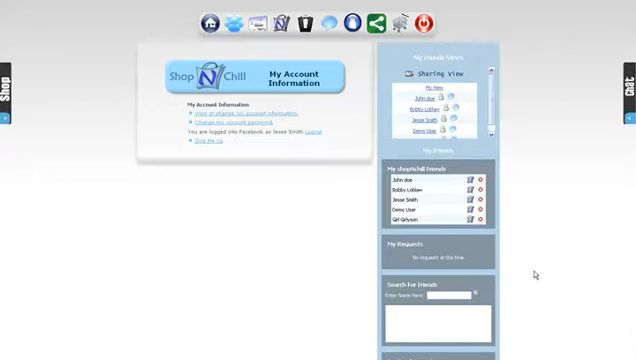 Shop
Chat
Shop N Chill
My Account
Information
My Account Information
View or change my account information.
Change my account password.
You are logged into Facebook as Jesse Smith Logout
My Friends Views
Sharing View
My View
John doe
Bobby Loblaw
Jesse Smith
Demo User
My Friends
My shopnchill Friends
John doe
Bobby Loblaw
Jesse Smith
Demo User
Girl Girlyson
My Requests
No requests at this time
Search For Friends
Enter Name Here: